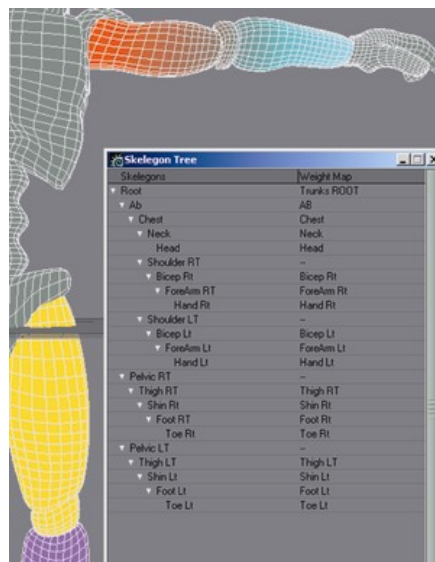 Skelegon Tree
Skelegons Weight Map
Root Trunks ROOT
Ab AB
Chest Chest
Neck Neck
Head Head
Shoulder RT --
Bicep Rt Bicep Rt
ForeArm RT ForeArm Rt
Hand Rt Hand Rt
Shoulder LT --
Bicep Lt Bicep Lt
ForeArm Lt ForeArm Lt
Hand Lt Hand Lt
Pelvic RT --
Thigh RT Thigh RT
Shin Rt Shin Rt
Foot RT Foot Rt
Toe Rt Toe Rt
Pelvic LT --
Thigh LT Thigh LT
Shin Lt Shin Lt
Foot Lt Foot Lt
Toe Lt Toe Lt